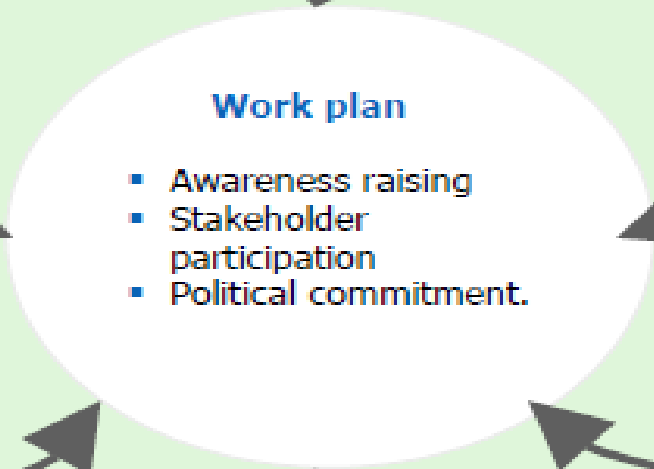 Work plan
▪ Awareness raising
▪ Stakeholder
participation
▪ Political commitment.